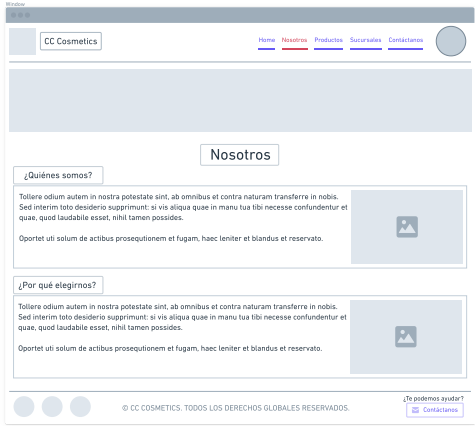 Window
CC Cosmetics
Home Nosotros Productos Sucursales Contáctanos
Nosotros
¿Quiénes somos?
Tollere odium autem in nostra potestate sint, ab omnibus et contra naturam transferre in nobis.
Sed interim toto desiderio supprimunt: si vis aliqua quae in manu tua tibi necesse confundentur et
quae, quod laudabile esset, nihil tamen possides.
Oportet uti solum de actibus prosequtionem et fugam, haec leniter et blandus et reservato.
¿Por qué elegirnos?
Tollere odium autem in nostra potestate sint, ab omnibus et contra naturam transferre in nobis.
Sed interim toto desiderio supprimunt: si vis aliqua quae in manu tua tibi necesse confundentur et
quae, quod laudabile esset, nihil tamen possides.
Oportet uti solum de actibus prosequtionem et fugam, haec leniter et blandus et reservato.
© CC COSMETICS. TODOS LOS DERECHOS GLOBALES RESERVADOS.
¿Te podemos ayudar?
Contáctanos